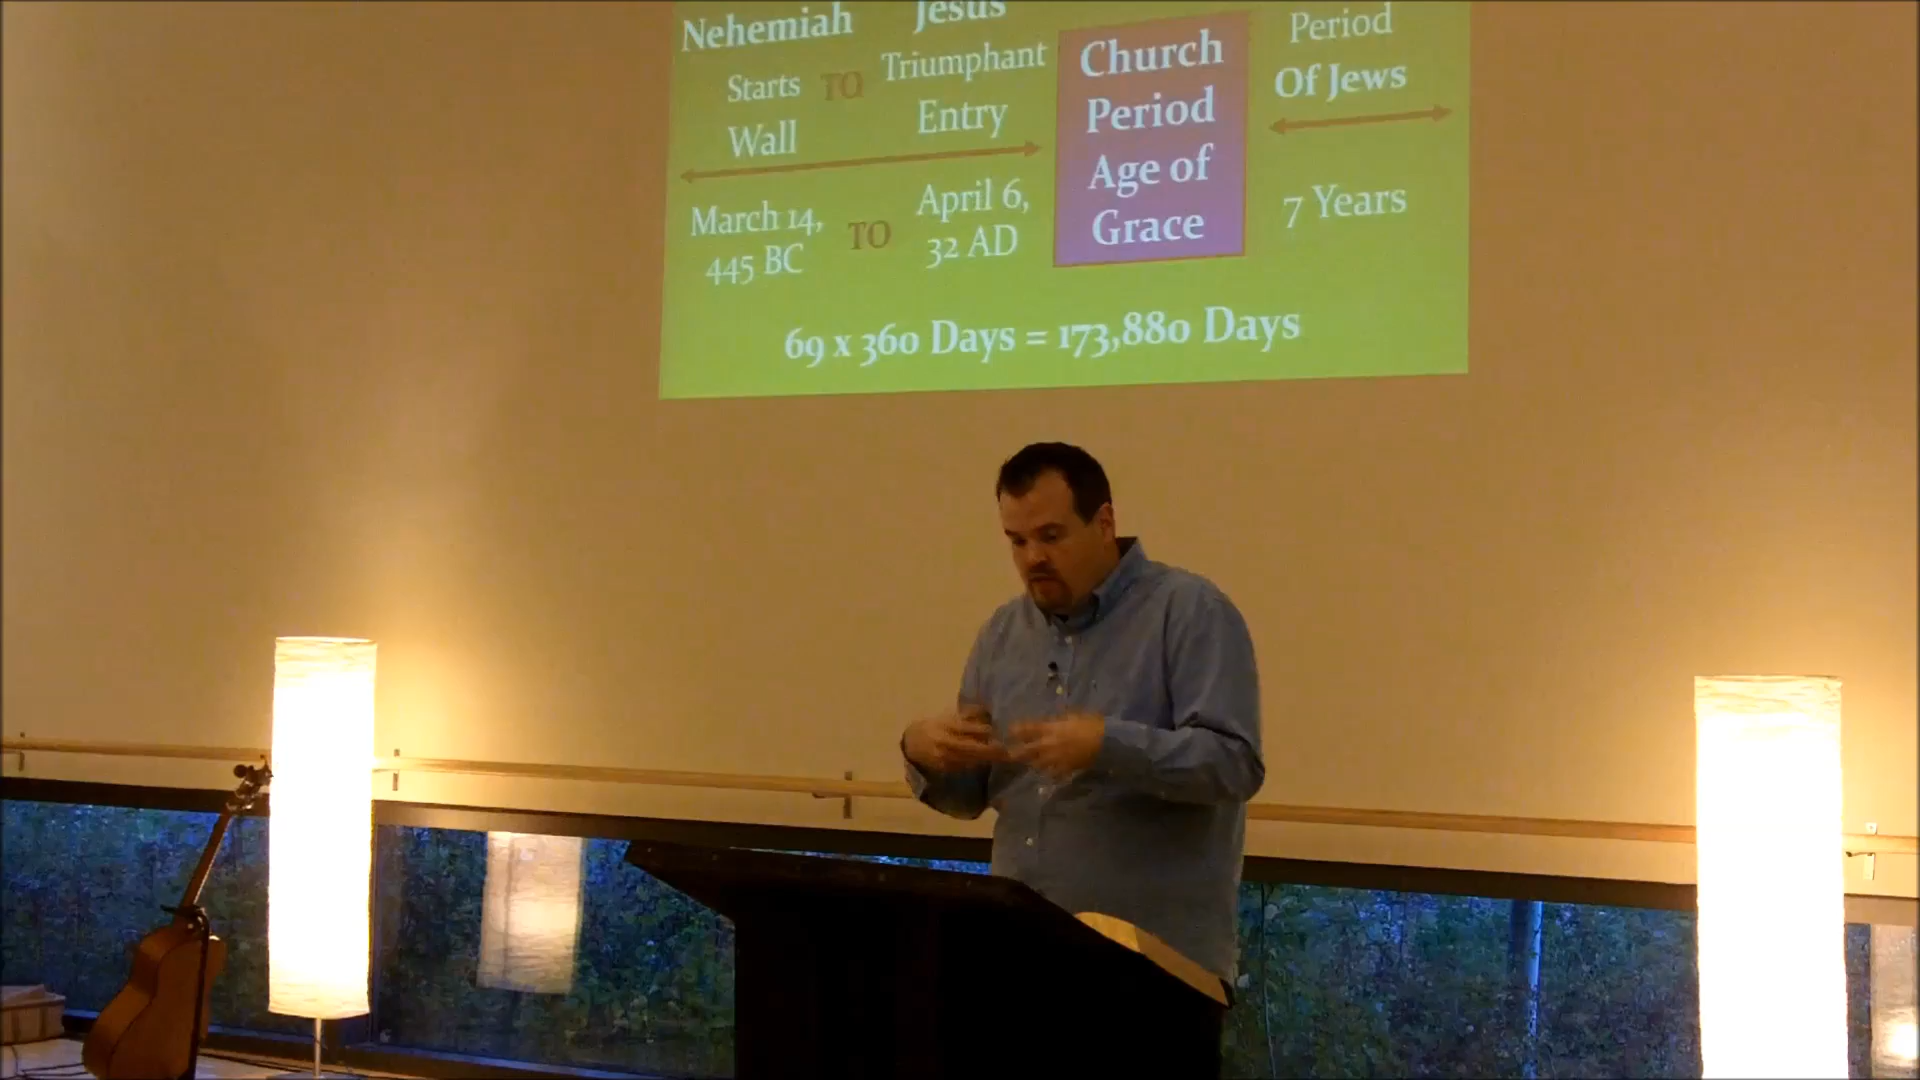 Nehemiah
Starts
Wall
TO
Jesus
Triumphant
Entry
March 14,
445 BC
TO
April 6,
32 AD
Church
Period
Age of
Grace
Period
Of Jews
7 Years
69 x 360 Days = 173,880 Days